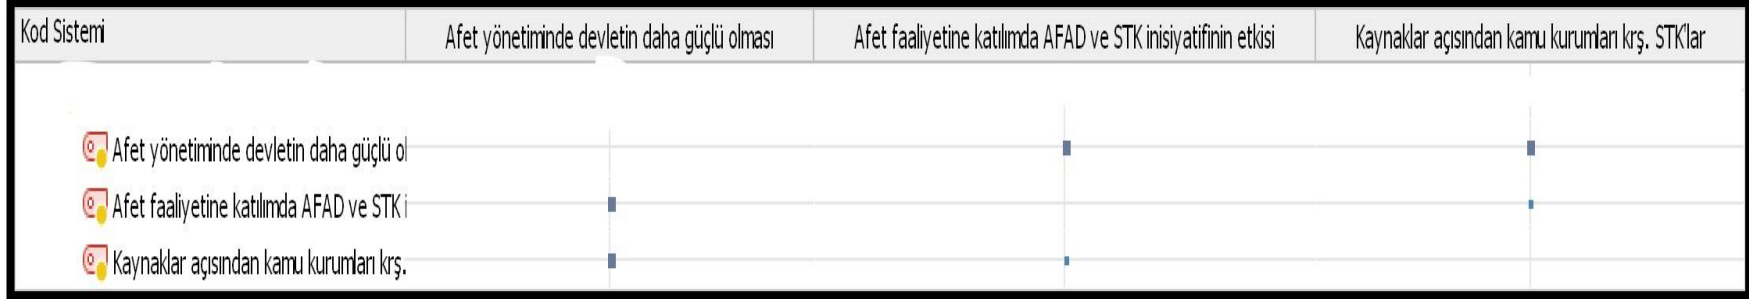 Kod Sistemi
Afet yönetiminde devletin daha güçlü olması
Afet faaliyetine katılımda AFAD ve STK inisiyatifinin etkisi
Kaynaklar açısından kamu kurumları krş. STK'lar
Afet yönetiminde devletin daha güçlü ol
Afet faaliyetine katılımda AFAD ve STK i
Kaynaklar açısından kamu kurumları krş.